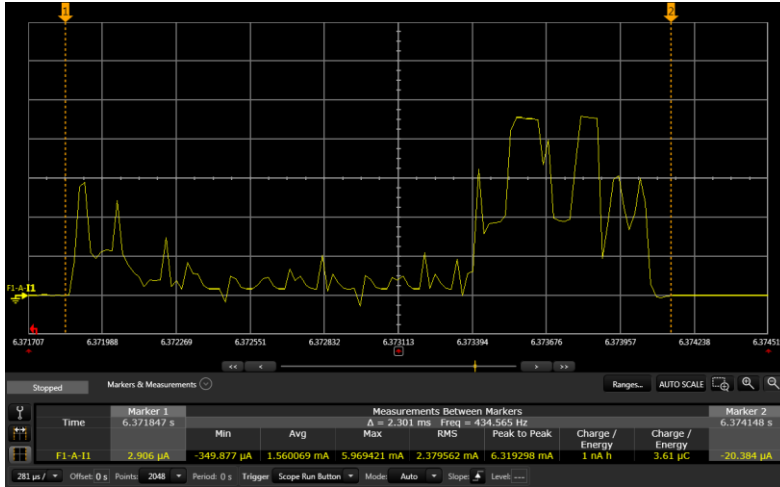 1 2
F1-A-I1
6.371707 6.371988 6.372269 6.372551 6.372832 6.373113 6.373394 6.373676 6.373957 6.374238 6.37451
<< < > >>
Stopped Markers & Measurements Ranges... AUTO SCALE
Marker 1 Measurements Between Markers Marker 2
Time 6.371847 s Δ = 2.301 ms Freq = 434.565 Hz 6.374148 s
Min Avg Max RMS Peak to Peak Charge / Energy Charge / Energy
F1-A-I1 2.906 µA -349.877 µA 1.560069 mA 5.969421 mA 2.379562 mA 6.319298 mA 1 nA h 3.61 µC -20.384 µA
281 µs / Offset: 0 s Points: 2048 Period: 0 s Trigger Scope Run Button Mode: Auto Slope: Level: ---